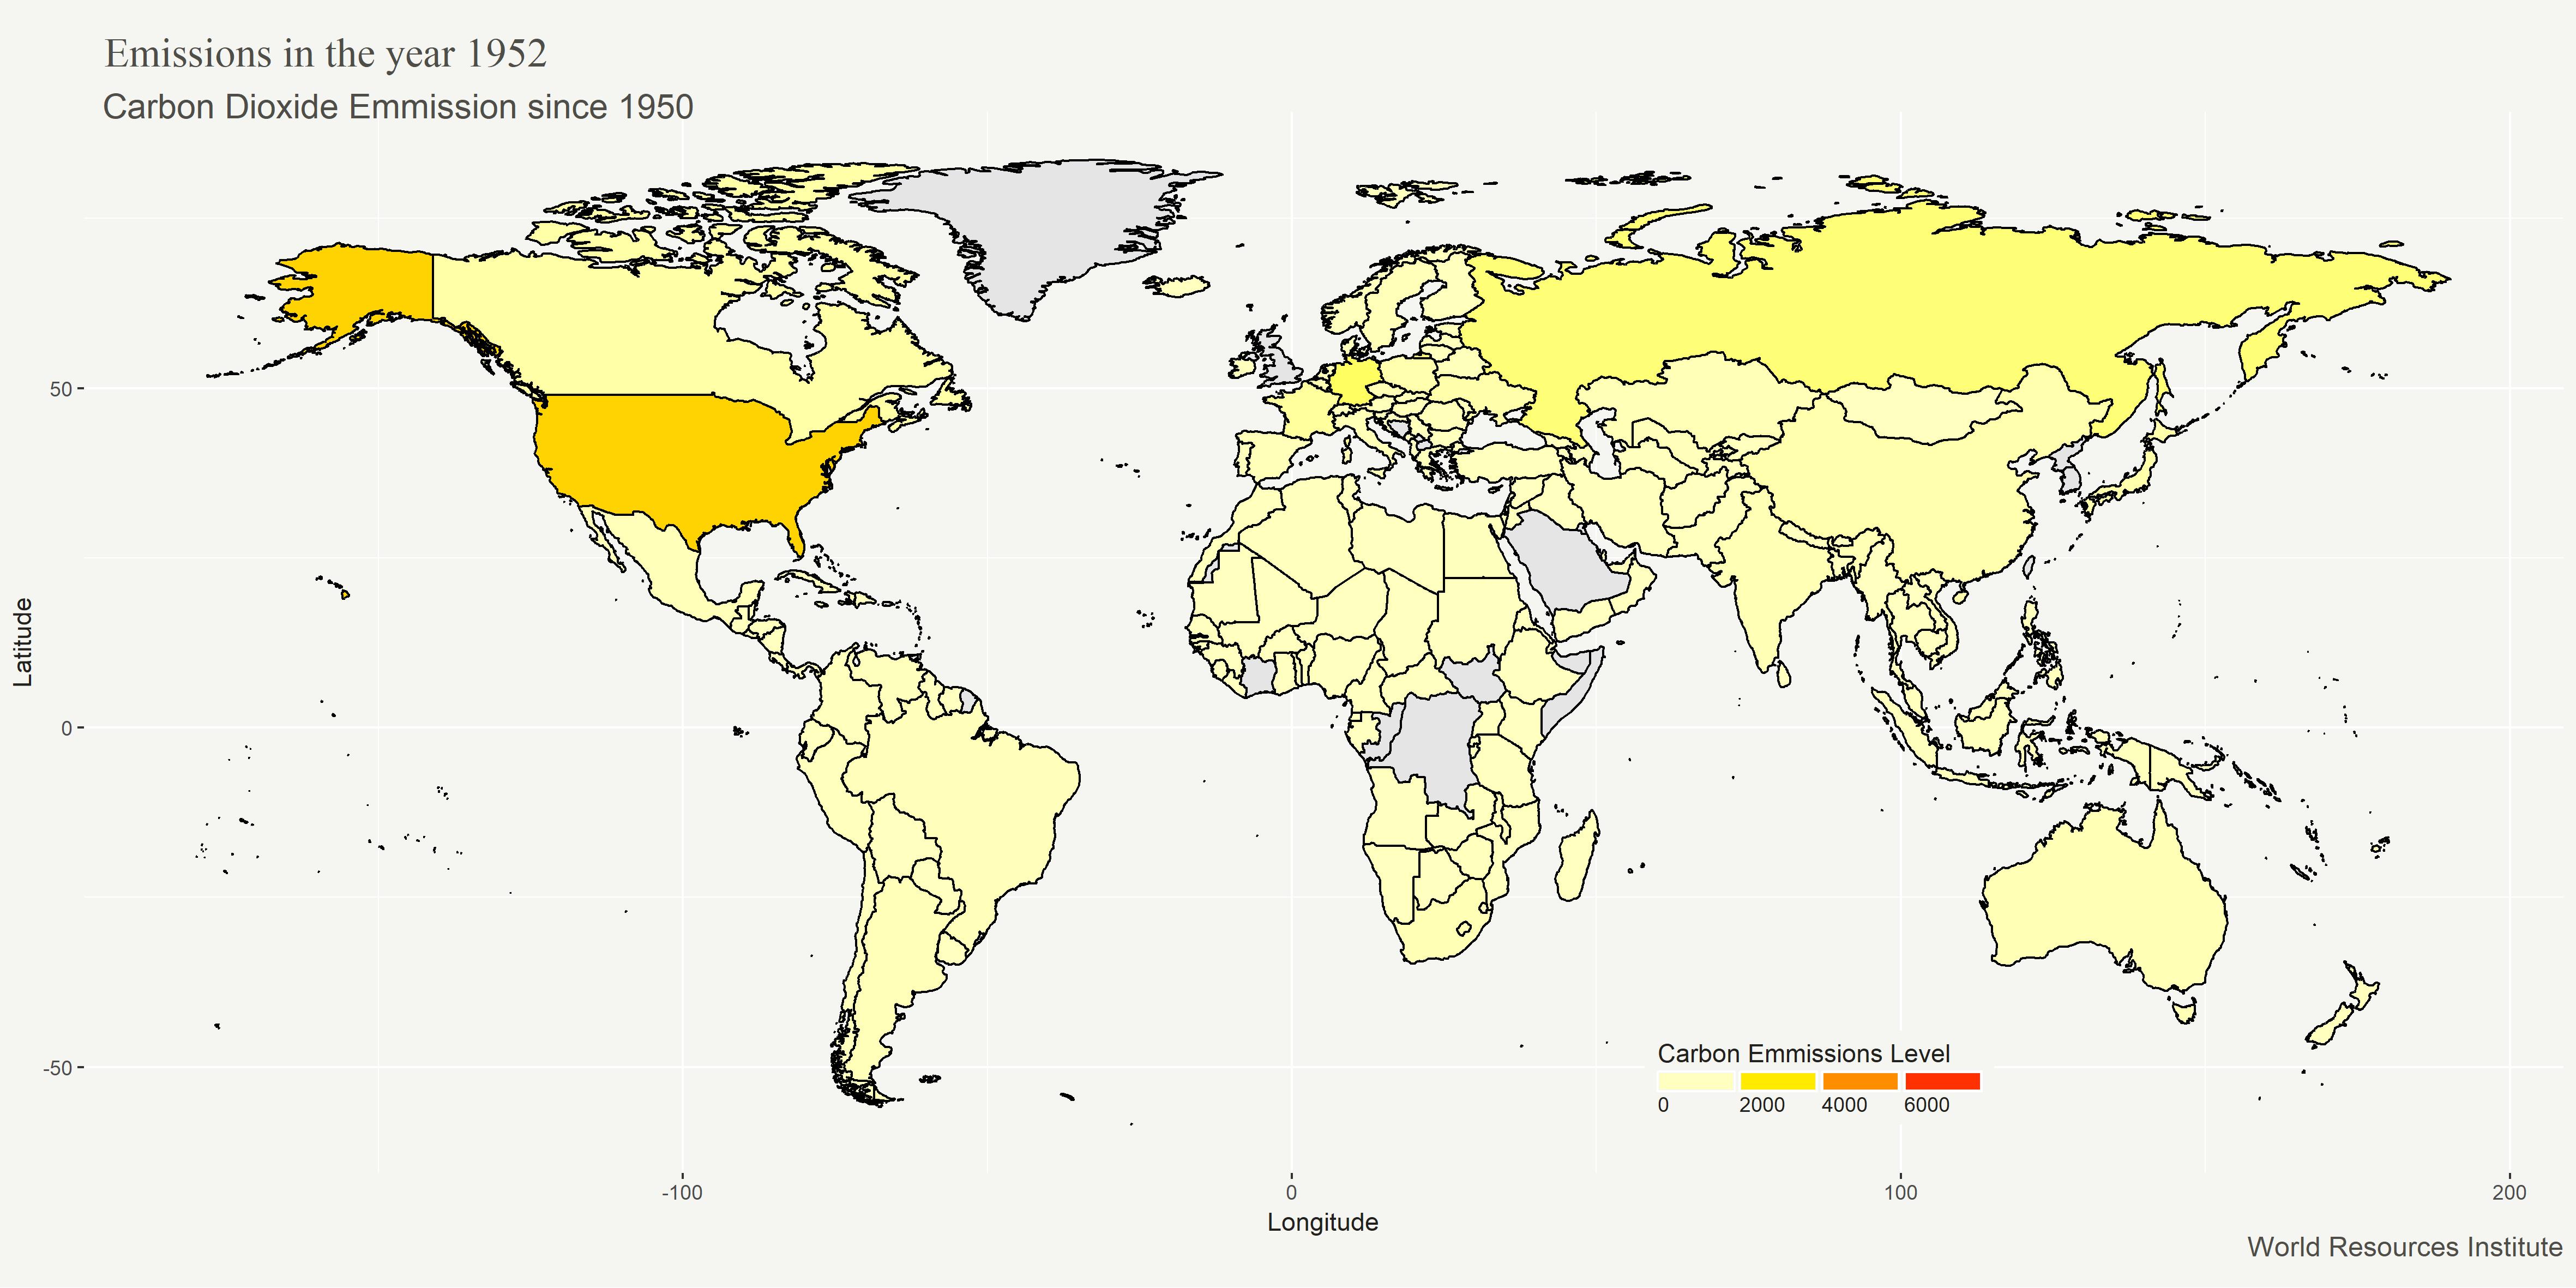 Emissions in the year 1952
Carbon Dioxide Emmission since 1950
Latitude
50
0
-50
Carbon Emmissions Level
0 2000 4000 6000
-100 0 100 200
Longitude
World Resources Institute